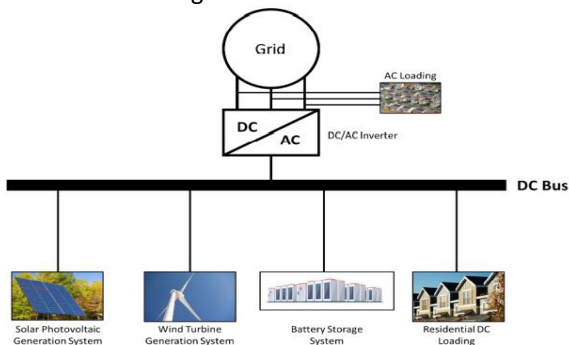 Grid
AC Loading
DC
AC
DC/AC Inverter
DC Bus
Solar Photovoltaic
Generation System
Wind Turbine
Generation System
Battery Storage
System
Residential DC
Loading